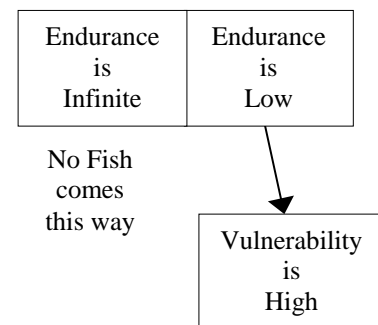 Endurance
is
Infinite
Endurance
is
Low
No Fish
comes
this way
Vulnerability
is
High